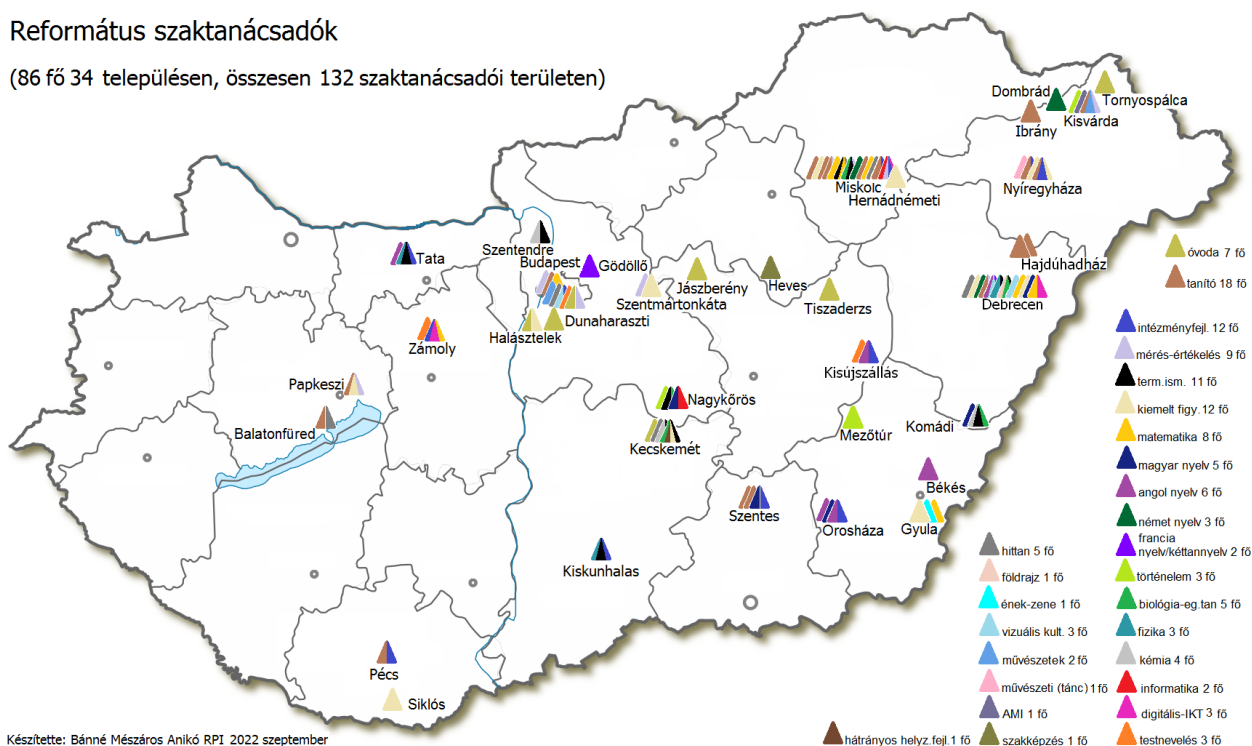 Református szaktanácsadók
(86 fő 34 településen, összesen 132 szaktanácsadói területen)
Dombrád
Tornyospálca
Kisvárda
Ibrány
Miskolc
Hernádnémeti
Nyíregyháza
Szentendre
Tata
Budapest
Gödöllő
Hajdúhadház
Jászberény
Heves
Szentmártonkáta
Tiszaderzs
Debrecen
Halásztelek
Dunaharaszti
Zámoly
Kisújszállás
Papkeszi
Nagykőrös
Balatonfüred
Mezőtúr
Komádi
Kecskemét
Békés
Szentes
Orosháza
Gyula
Kiskunhalas
Pécs
Siklós
óvoda 7 fő
tanító 18 fő
intézményfejl. 12 fő
mérés-értékelés 9 fő
term.ism. 11 fő
kiemelt figy. 12 fő
matematika 8 fő
magyar nyelv 5 fő
angol nyelv 6 fő
német nyelv 3 fő
francia
nyelv/kéttannyelv 2 fő
történelem 3 fő
biológia-eg.tan 5 fő
fizika 3 fő
kémia 4 fő
informatika 2 fő
digitális-IKT 3 fő
testnevelés 3 fő
hittan 5 fő
földrajz 1 fő
ének-zene 1 fő
vizuális kult. 3 fő
művészetek 2 fő
művészeti (tánc) 1 fő
AMI 1 fő
szakképzés 1 fő
hátrányos helyz.fejl.1 fő
Készítette: Bánné Mészáros Anikó RPI 2022 szeptember